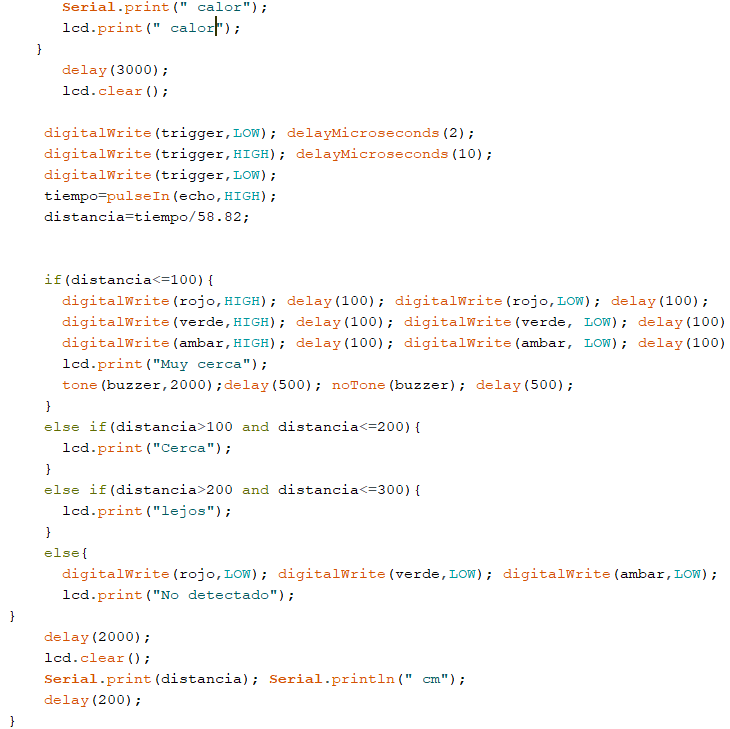 Serial.print(" calor");
lcd.print(" calor");
}
delay(3000);
lcd.clear();
digitalWrite(trigger,LOW); delayMicroseconds(2);
digitalWrite(trigger,HIGH); delayMicroseconds(10);
digitalWrite(trigger,LOW);
tiempo=pulseIn(echo,HIGH);
distancia=tiempo/58.82;
if(distancia<=100){
digitalWrite(rojo,HIGH); delay(100); digitalWrite(rojo,LOW); delay(100);
digitalWrite(verde,HIGH); delay(100); digitalWrite(verde, LOW); delay(100)
digitalWrite(ambar,HIGH); delay(100); digitalWrite(ambar, LOW); delay(100)
lcd.print("Muy cerca");
tone(buzzer,2000);delay(500); noTone(buzzer); delay(500);
}
else if(distancia>100 and distancia<=200){
lcd.print("Cerca");
}
else if(distancia>200 and distancia<=300){
lcd.print("lejos");
}
else{
digitalWrite(rojo,LOW); digitalWrite(verde,LOW); digitalWrite(ambar,LOW);
lcd.print("No detectado");
}
delay(2000);
lcd.clear();
Serial.print(distancia); Serial.println(" cm");
delay(200);
}